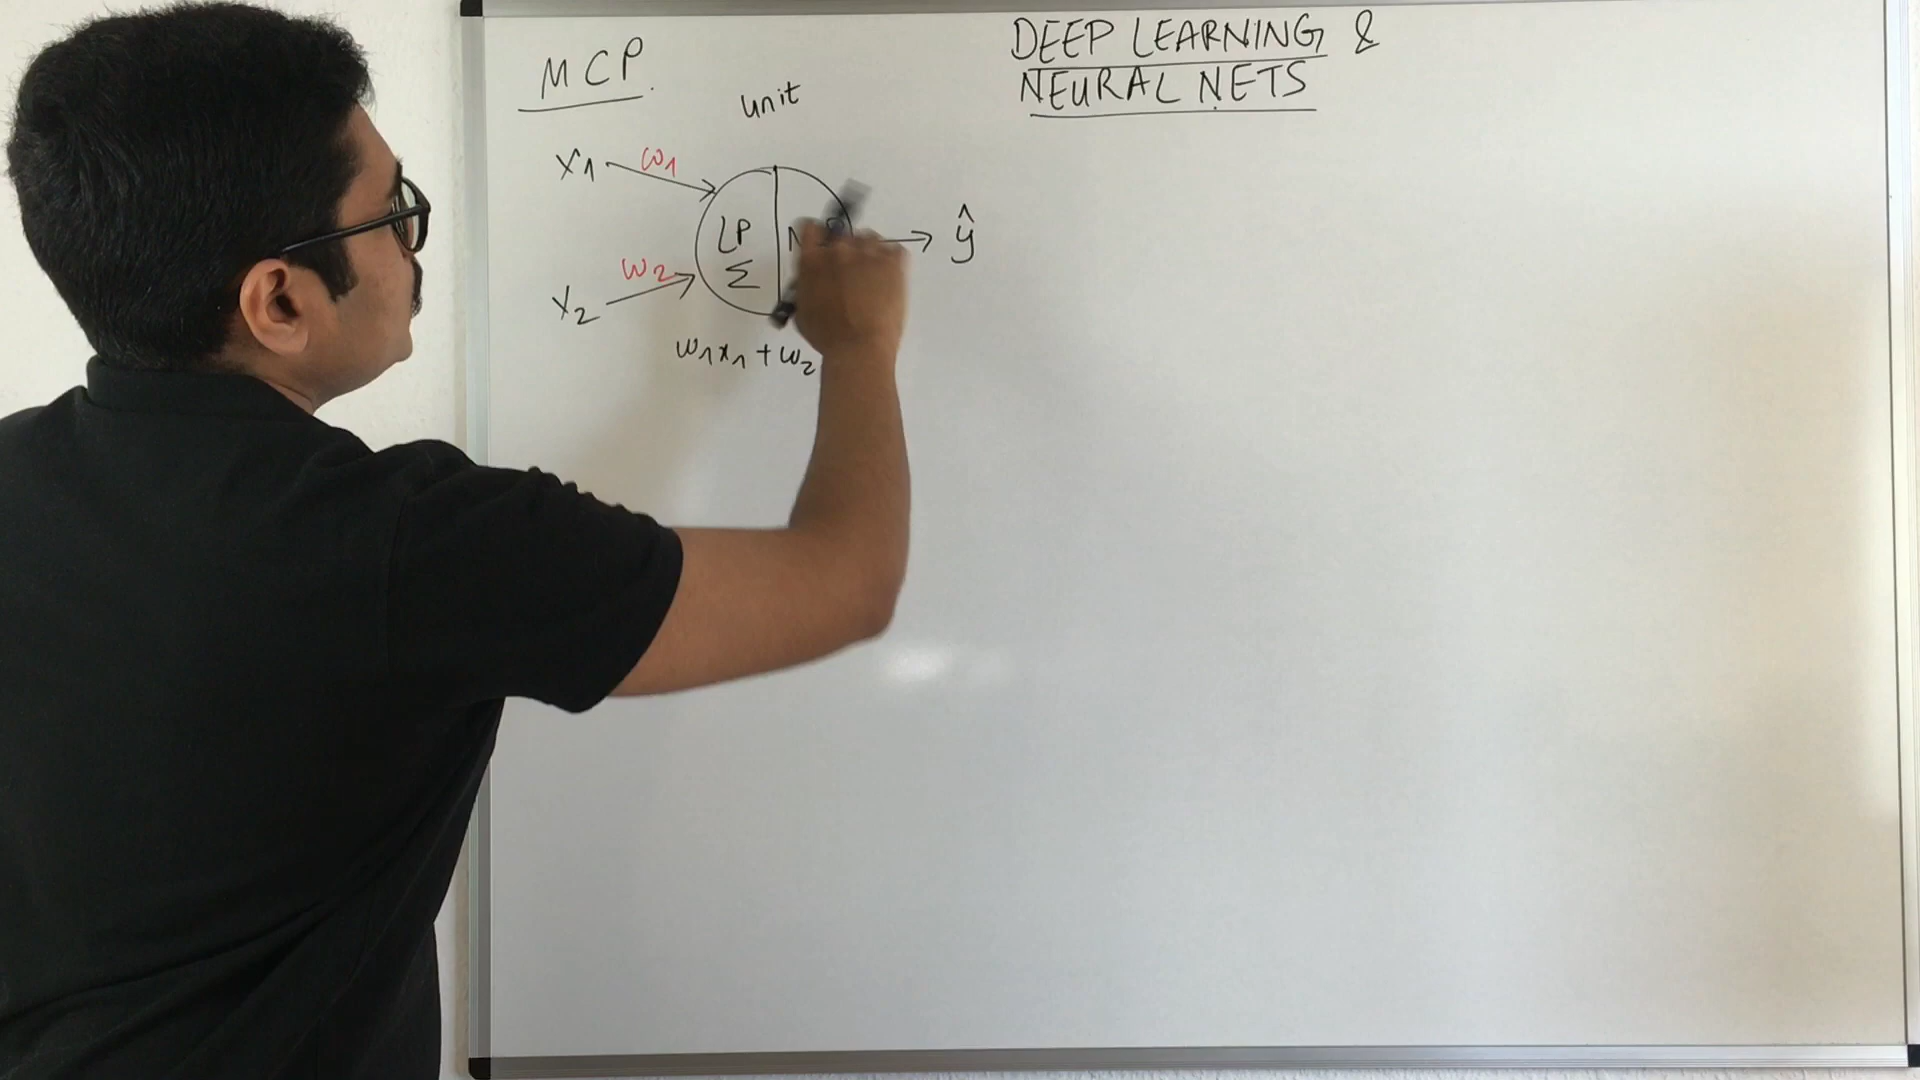 DEEP LEARNING &
NEURAL NETS
MCP
unit
x1 w1
LP
Σ
ŷ
x2 w2
w1x1 + w2